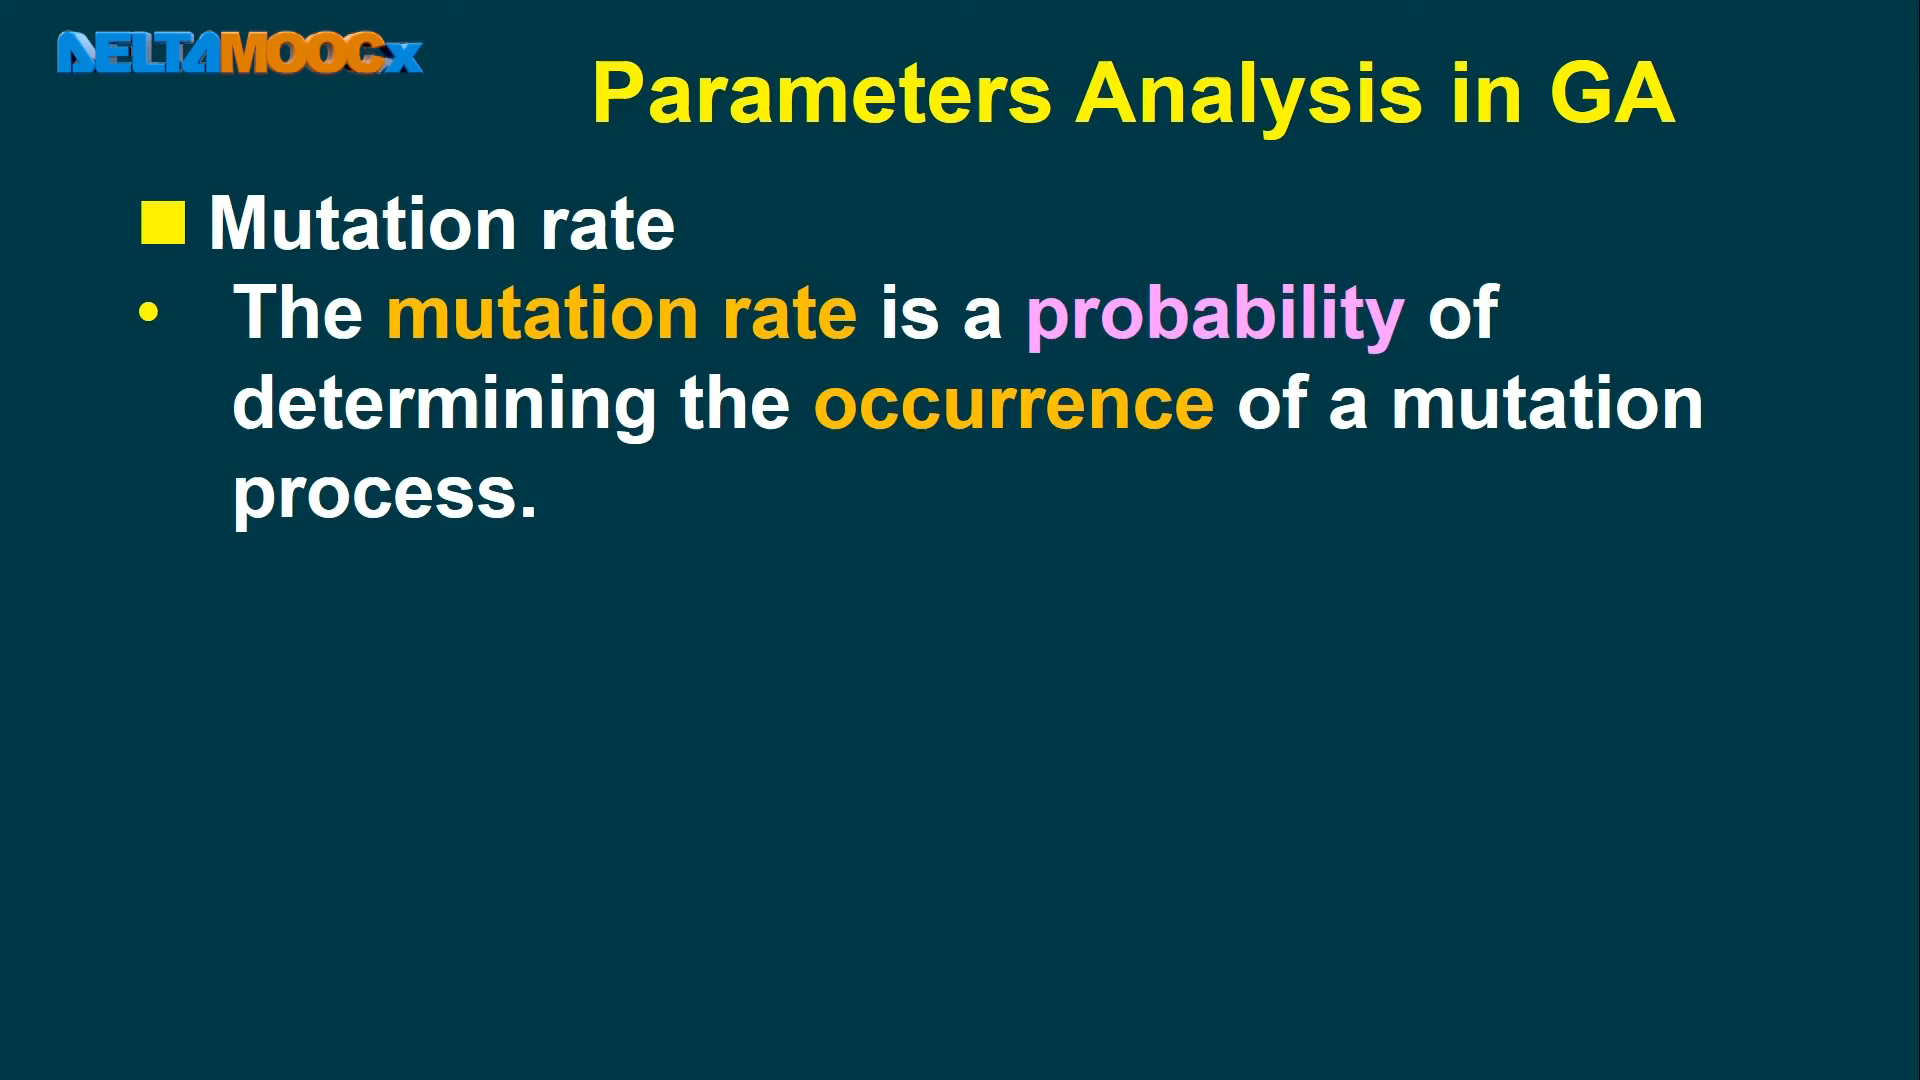 DELTAMOOCx
Parameters Analysis in GA
Mutation rate
• The mutation rate is a probability of
determining the occurrence of a mutation
process.